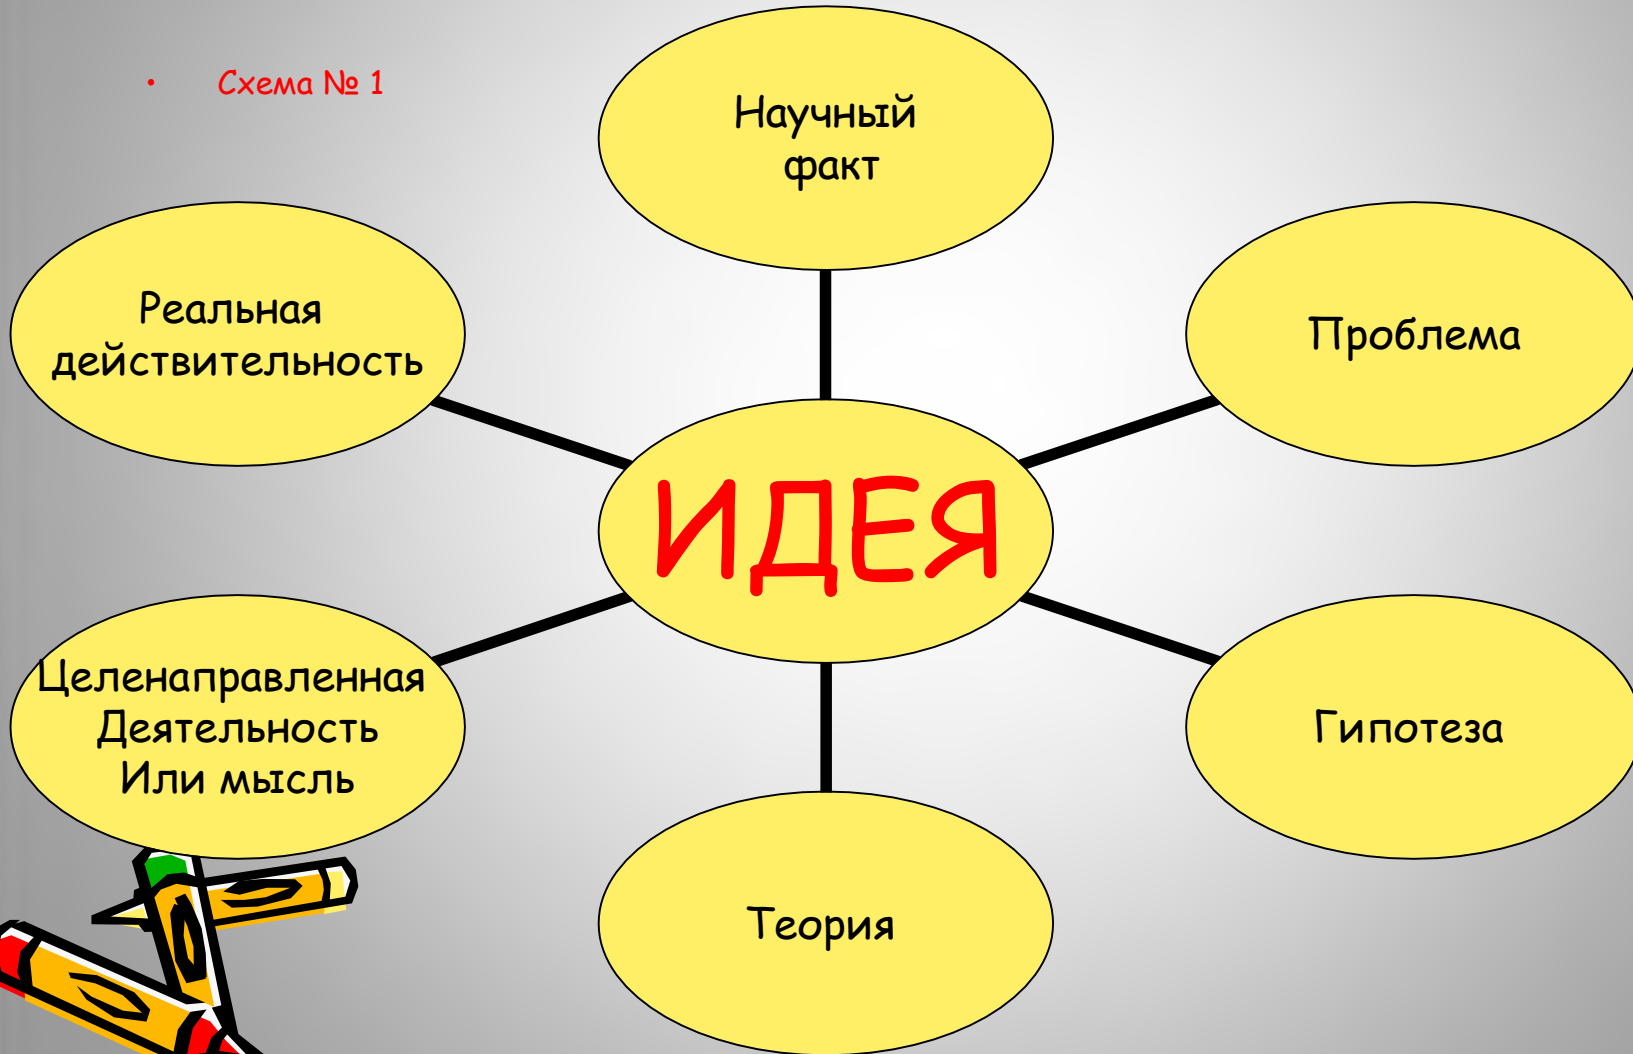 • Схема № 1
Научный
факт
Реальная
действительность
Проблема
ИДЕЯ
Целенаправленная
Деятельность
Или мысль
Гипотеза
Теория